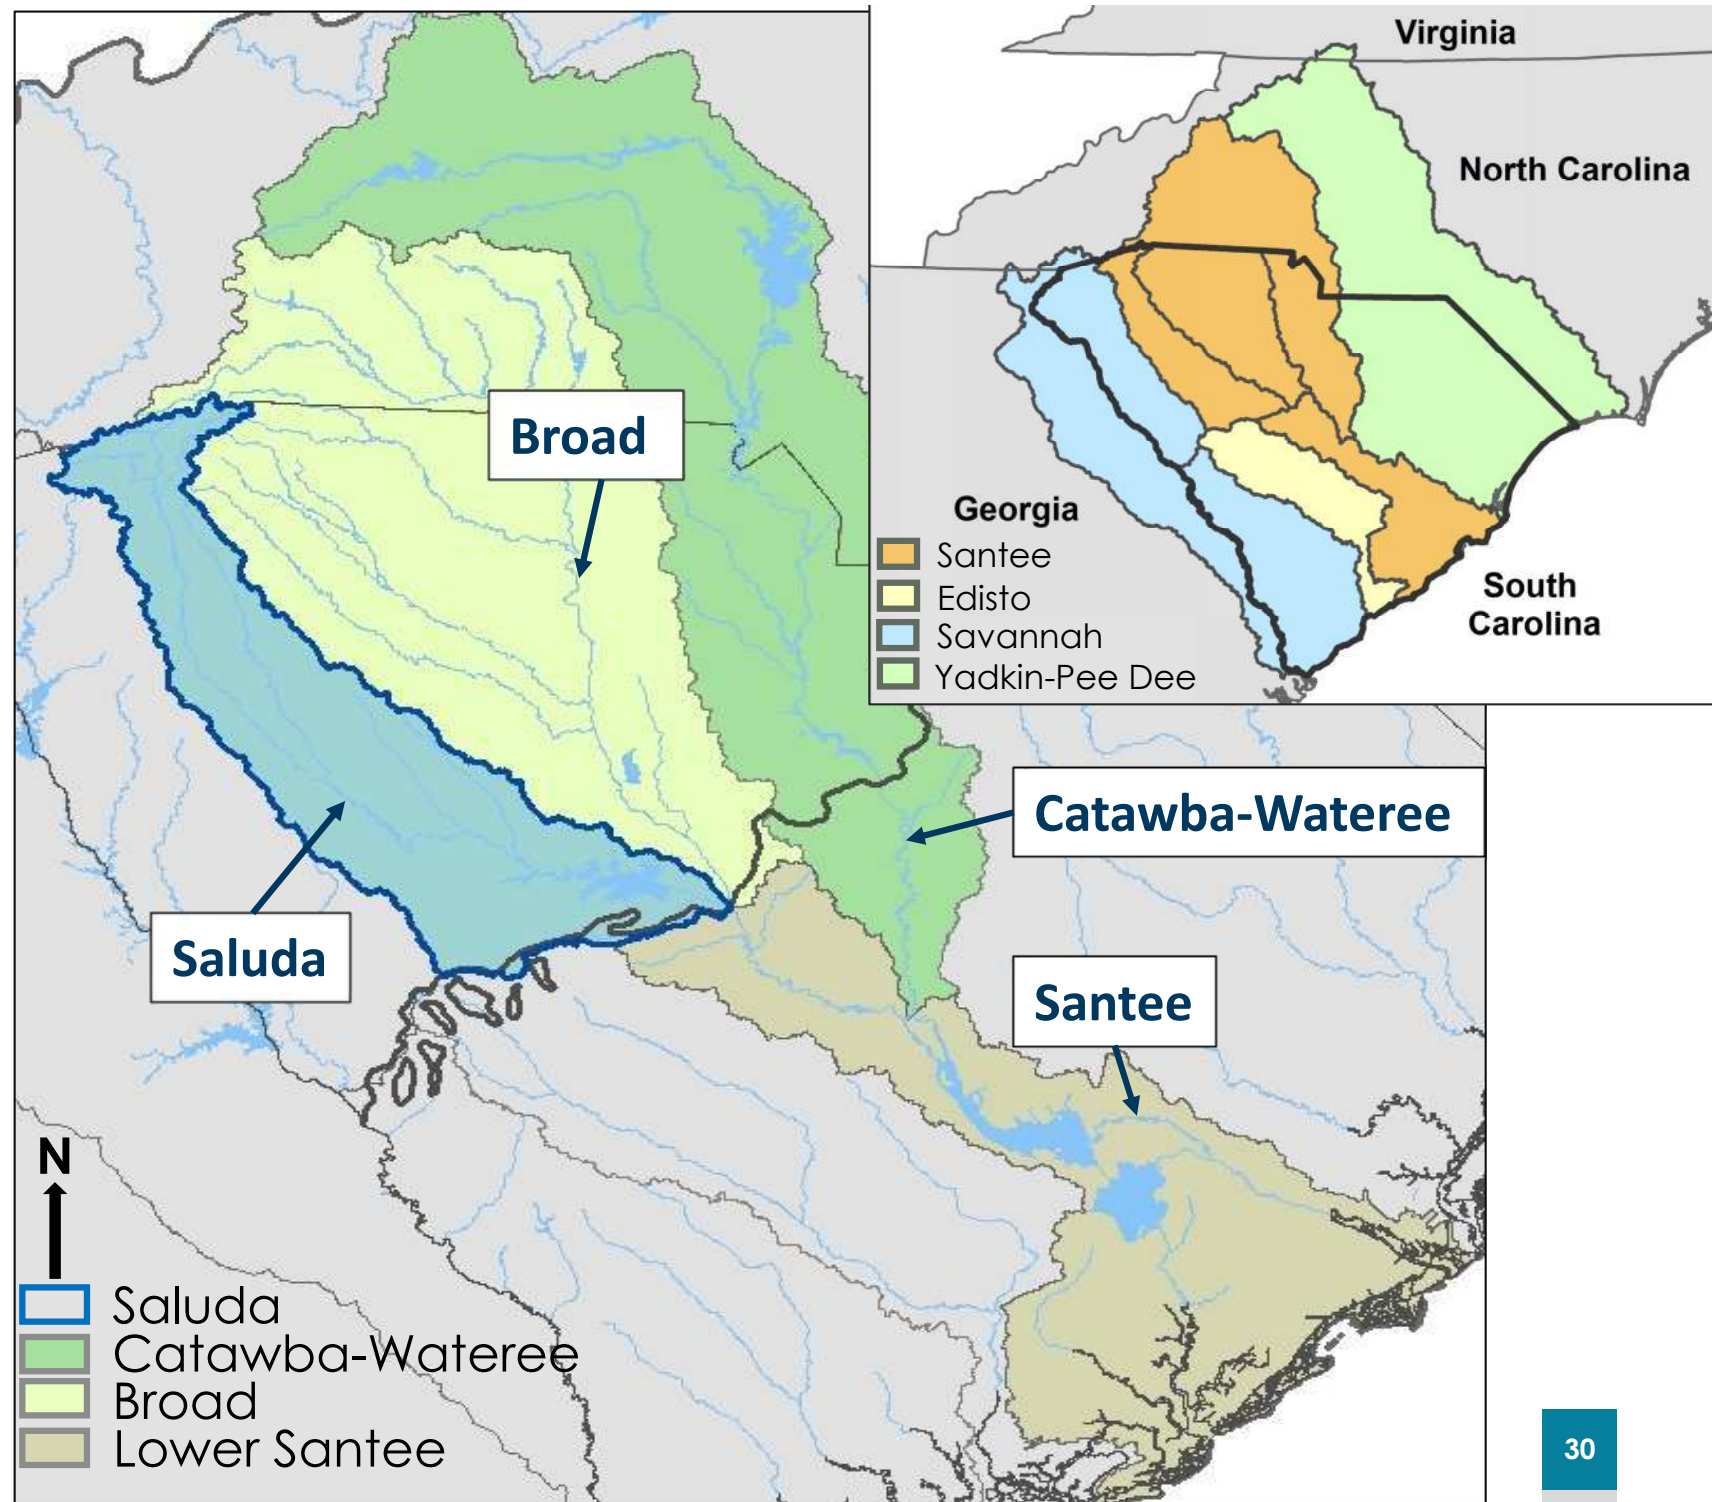 Virginia
North Carolina
Georgia
South
Carolina
Santee
Edisto
Savannah
Yadkin-Pee Dee
Broad
Catawba-Wateree
Saluda
Santee
N
Saluda
Catawba-Wateree
Broad
Lower Santee
30